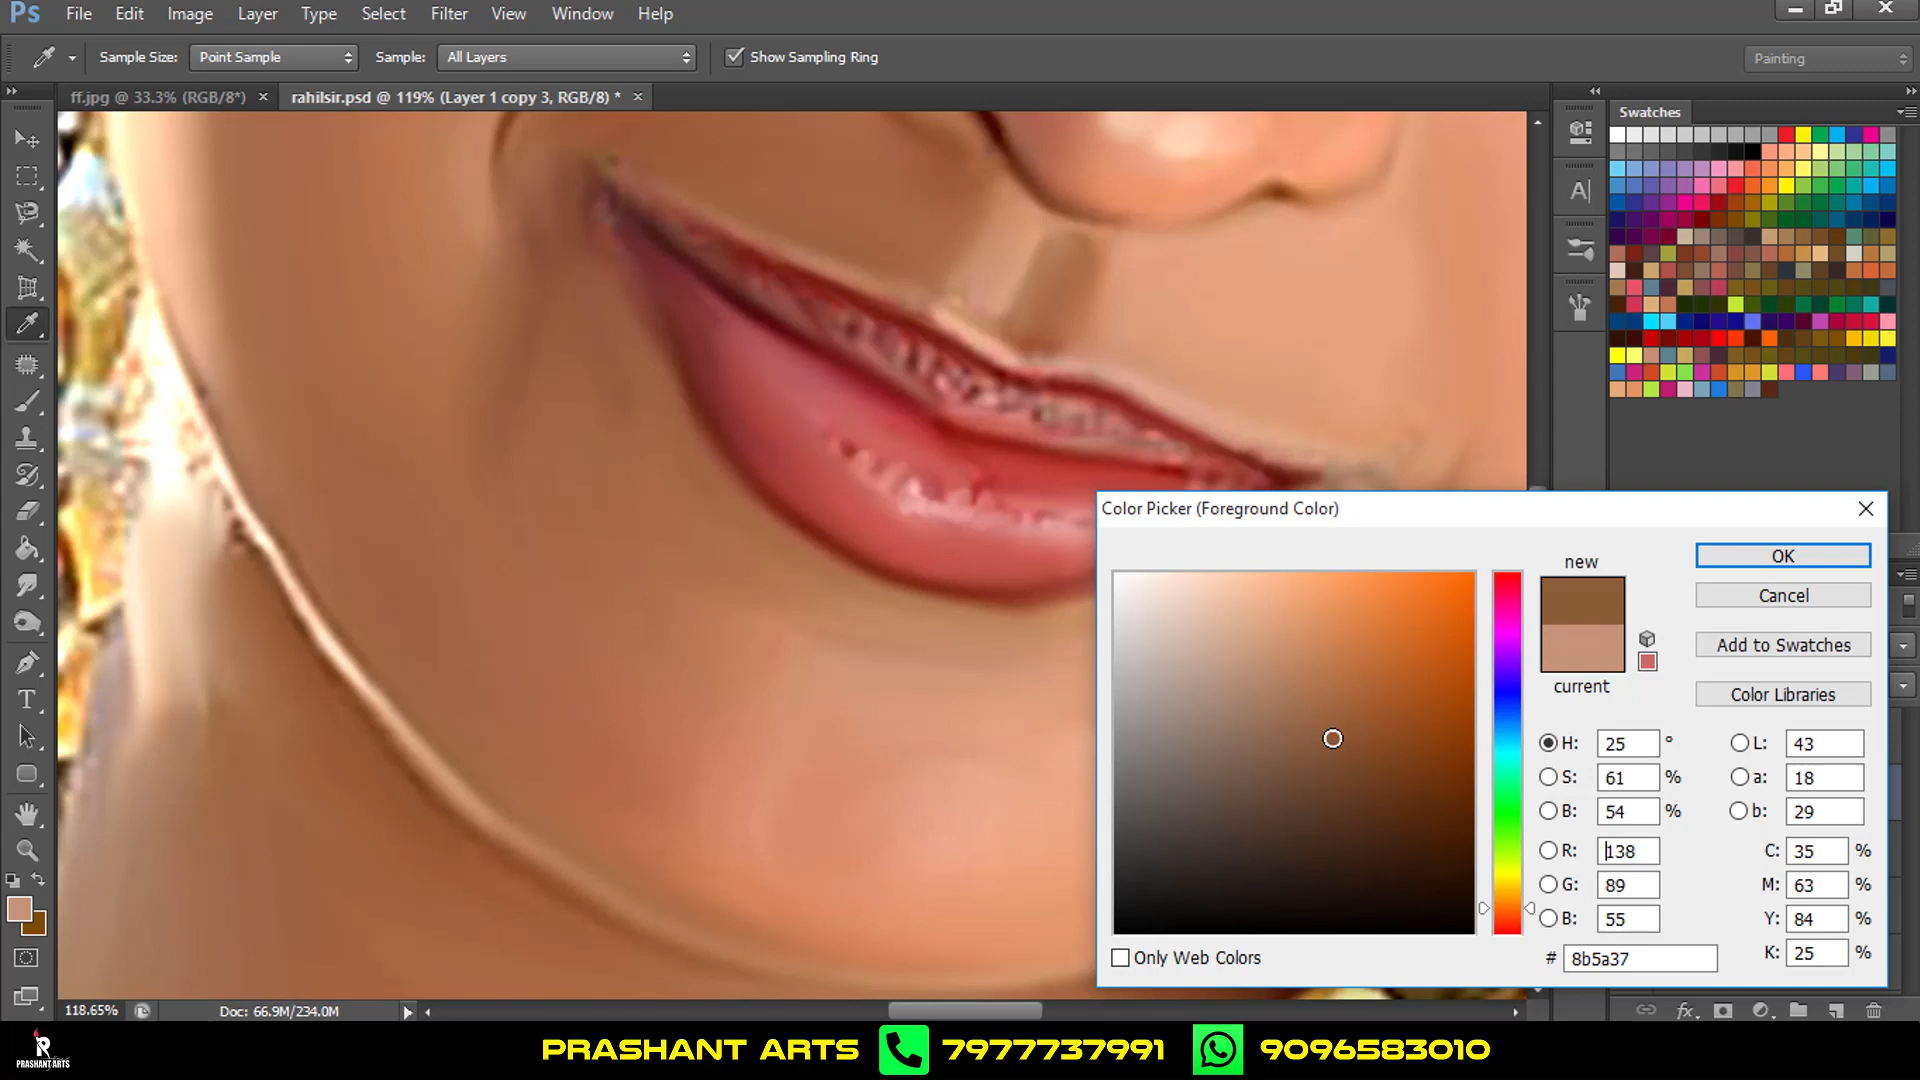 Ps File Edit Image Layer Type Select Filter View Window Help
Sample Size: Point Sample Sample: All Layers Show Sampling Ring Painting
ff.jpg @ 33.3% (RGB/8*) × rahilsir.psd @ 119% (Layer 1 copy 3, RGB/8) * ×
Swatches
Color Picker (Foreground Color)
new
OK
Cancel
Add to Swatches
current
Color Libraries
H: 25 ° L: 43
S: 61 % a: 18
B: 54 % b: 29
R: 138 C: 35 %
G: 89 M: 63 %
B: 55 Y: 84 %
K: 25 %
Only Web Colors # 8b5a37
118.65% Doc: 66.9M/234.0M
PRASHANT ARTS 7977737991 9096583010
R
PRASHANT ARTS